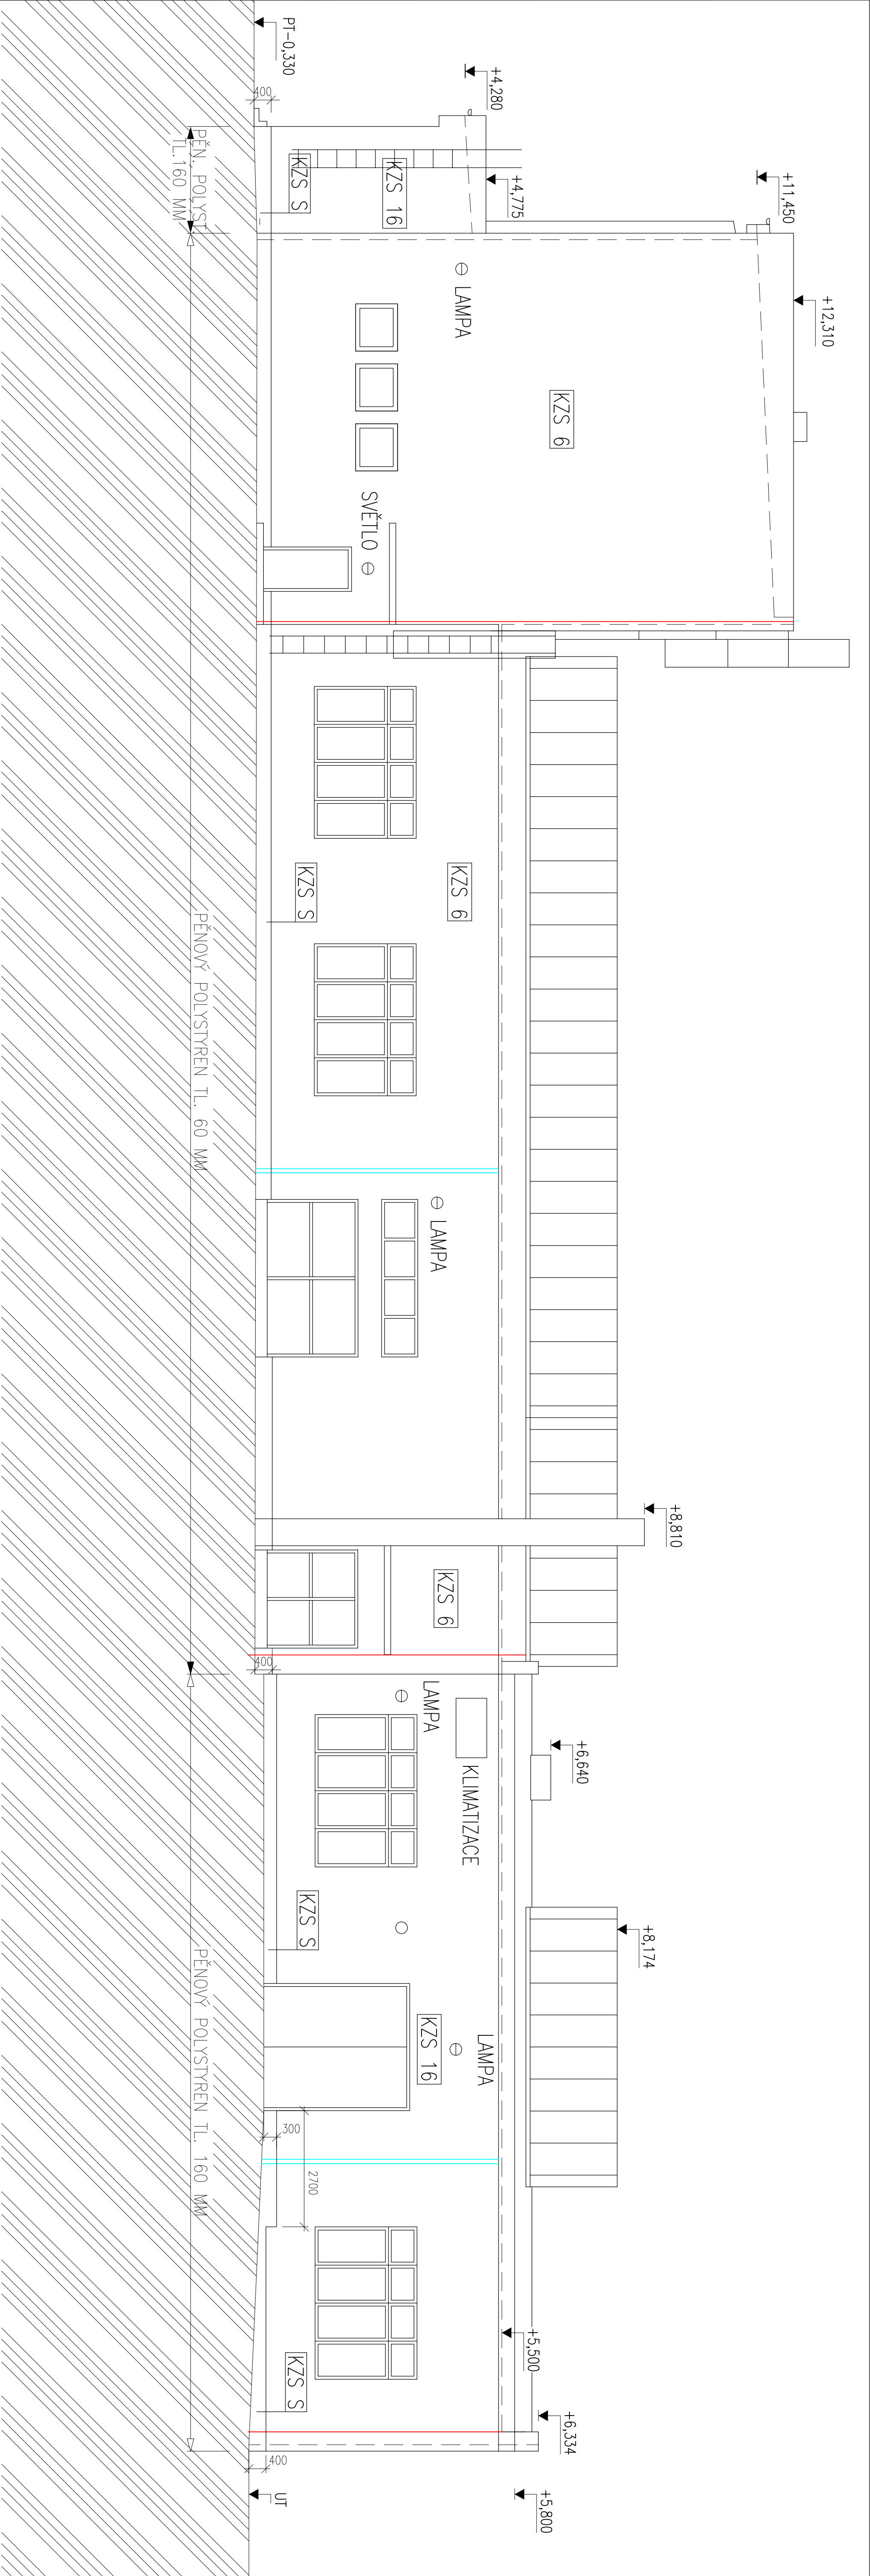 PT-0,330
+4,280
+4,775
+11,450
+12,310
400
PĚN. POLYST.
TL.160 MM
KZS S
KZS 16
LAMPA
KZS 6
SVĚTLO
KZS S
KZS 6
PĚNOVÝ POLYSTYREN TL. 60 MM
LAMPA
+8,810
KZS 6
400
LAMPA
KLIMATIZACE
+6,640
KZS S
+8,174
KZS 16
LAMPA
PĚNOVÝ POLYSTYREN TL. 160 MM
300
2700
KZS S
+5,500
+6,334
400
UT
+5,800